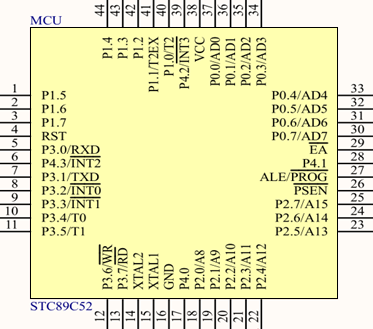 MCU
44 43 42 41 40 39 38 37 36 35 34
P1.4
P1.3
P1.2
P1.1/T2EX
P1.0/T2
P4.2/INT3
VCC
P0.0/AD0
P0.1/AD1
P0.2/AD2
P0.3/AD3
1 P1.5
2 P1.6
3 P1.7
4 RST
5 P3.0/RXD
6 P4.3/INT2
7 P3.1/TXD
8 P3.2/INT0
9 P3.3/INT1
10 P3.4/T0
11 P3.5/T1
P0.4/AD4 33
P0.5/AD5 32
P0.6/AD6 31
P0.7/AD7 30
EA 29
P4.1 28
ALE/PROG 27
PSEN 26
P2.7/A15 25
P2.6/A14 24
P2.5/A13 23
P3.6/WR
P3.7/RD
XTAL2
XTAL1
GND
P4.0
P2.0/A8
P2.1/A9
P2.2/A10
P2.3/A11
P2.4/A12
STC89C52
12 13 14 15 16 17 18 19 20 21 22